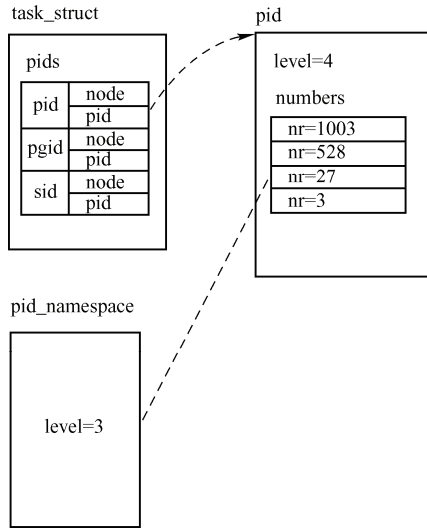 task_struct
pids
pid
node
pid
pgid
node
pid
sid
node
pid
pid
level=4
numbers
nr=1003
nr=528
nr=27
nr=3
pid_namespace
level=3